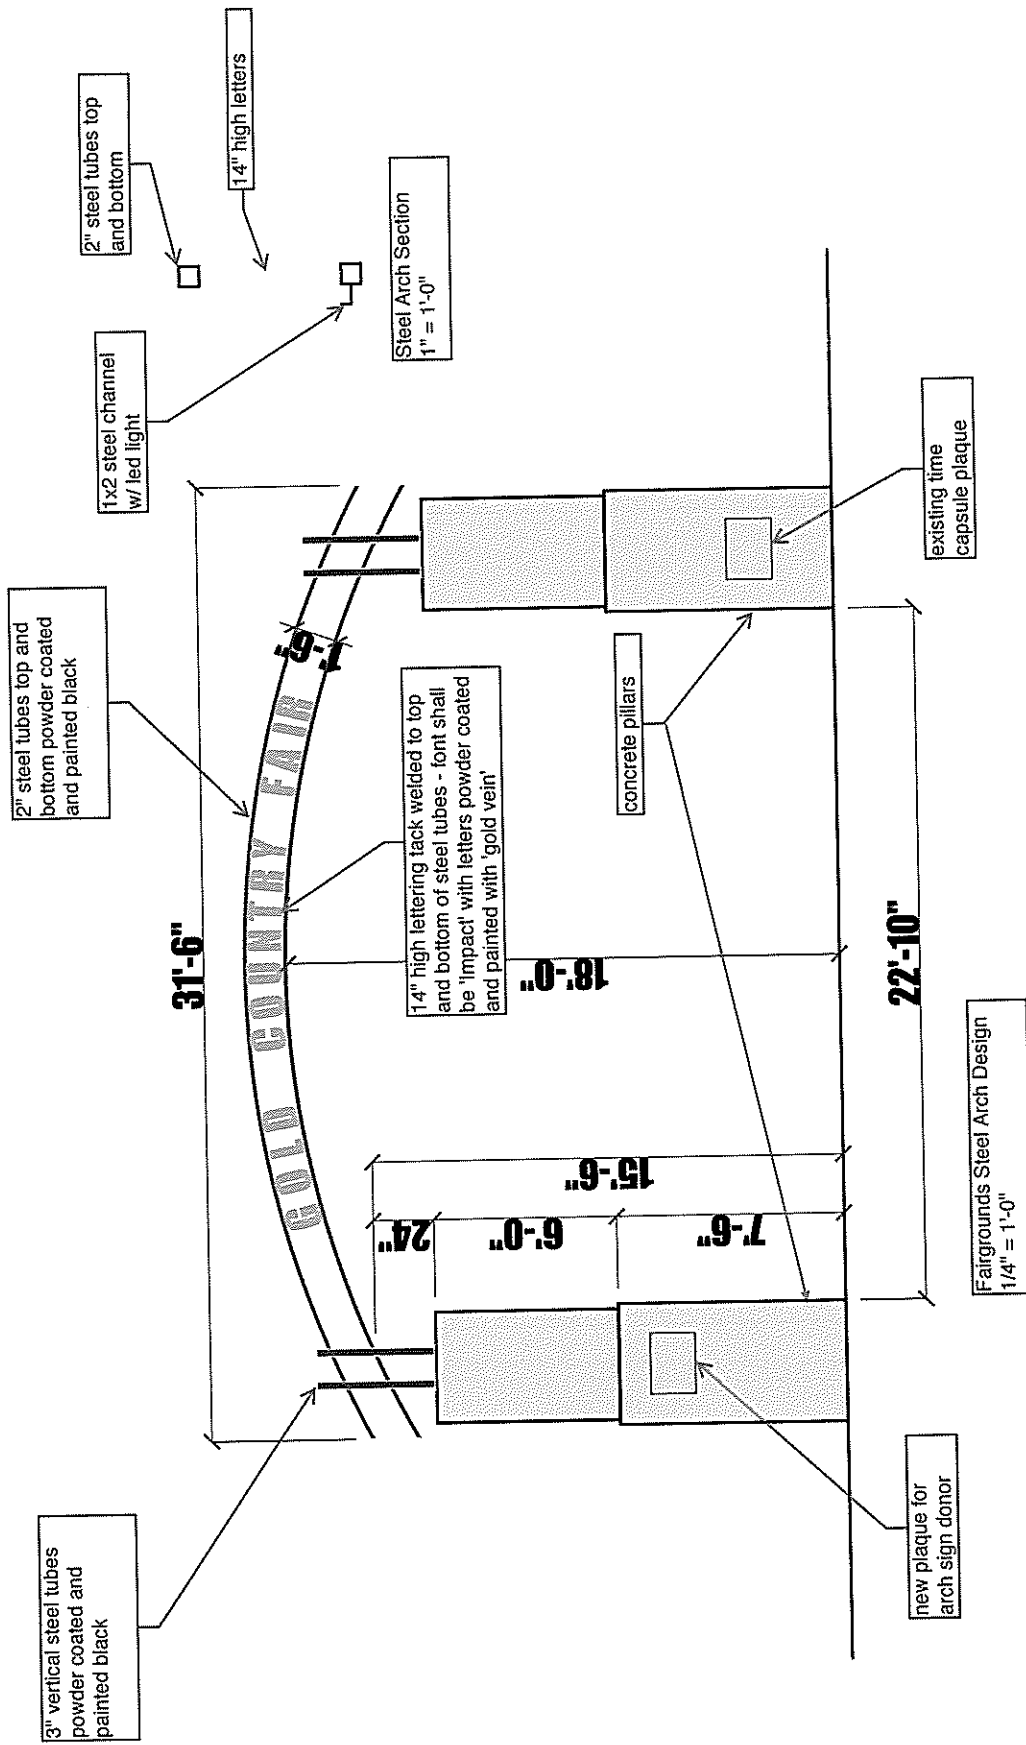 3" vertical steel tubes
powder coated and
painted black
2" steel tubes top and
bottom powder coated
and painted black
1x2 steel channel
w/ led light
2" steel tubes top
and bottom
14" high letters
Steel Arch Section
1" = 1'-0"
31'-6"
1'-6"
GOLD COUNTRY FAIR
14" high lettering tack welded to top
and bottom of steel tubes - font shall
be 'Impact' with letters powder coated
and painted with 'gold vein'
18'-0"
15'-6"
24"
6'-0"
7'-6"
concrete pillars
22'-10"
new plaque for
arch sign donor
existing time
capsule plaque
Fairgrounds Steel Arch Design
1/4" = 1'-0"